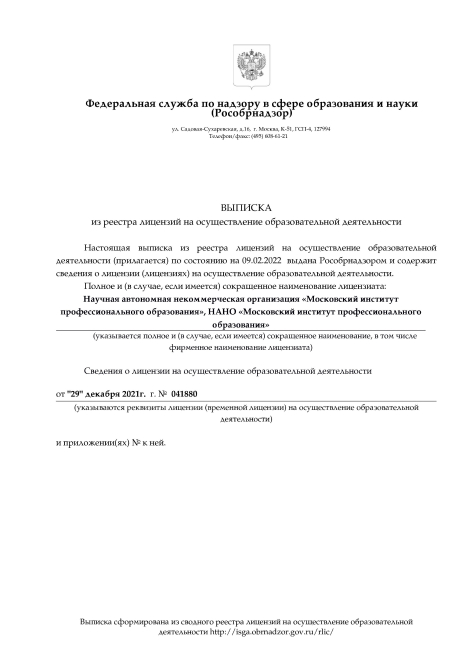 Федеральная служба по надзору в сфере образования и науки
(Рособрнадзор)
ул. Садовая-Сухаревская, д.16. г. Москва, К-51, ГСП-4, 127994
Телефон/факс: (495) 608-61-21
ВЫПИСКА
из реестра лицензий на осуществление образовательной деятельности
Настоящая выписка из реестра лицензий на осуществление образовательной
деятельности (прилагается) по состоянию на 09.02.2022 выдана Рособрнадзором и содержит
сведения о лицензии (лицензиях) на осуществление образовательной деятельности.
Полное и (в случае, если имеется) сокращенное наименование лицензиата:
Научная автономная некоммерческая организация «Московский институт
профессионального образования», НАНО «Московский институт профессионального
образования»
(указывается полное и (в случае, если имеется) сокращенное наименование, в том числе
фирменное наименование лицензиата)
Сведения о лицензии на осуществление образовательной деятельности
от "29" декабря 2021г. г. № 041880
(указываются реквизиты лицензии (временной лицензии) на осуществление образовательной
деятельности)
и приложении(ях) № к ней.
Выписка сформирована из сводного реестра лицензий на осуществление образовательной
деятельности http://isga.obrnadzor.gov.ru/rlic/